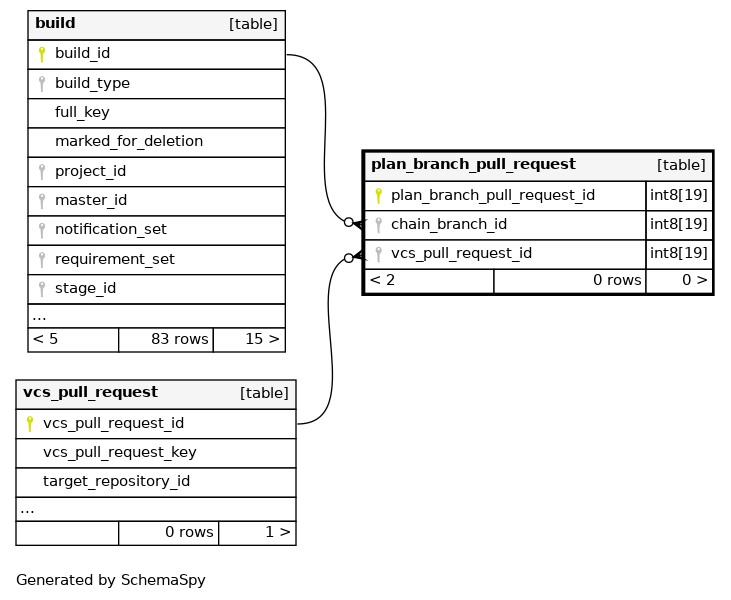 build [table]
build_id
build_type
full_key
marked_for_deletion
project_id
master_id
notification_set
requirement_set
stage_id
...
< 5 83 rows 15 >
plan_branch_pull_request [table]
plan_branch_pull_request_id int8[19]
chain_branch_id int8[19]
vcs_pull_request_id int8[19]
< 2 0 rows 0 >
vcs_pull_request [table]
vcs_pull_request_id
vcs_pull_request_key
target_repository_id
...
0 rows 1 >
Generated by SchemaSpy